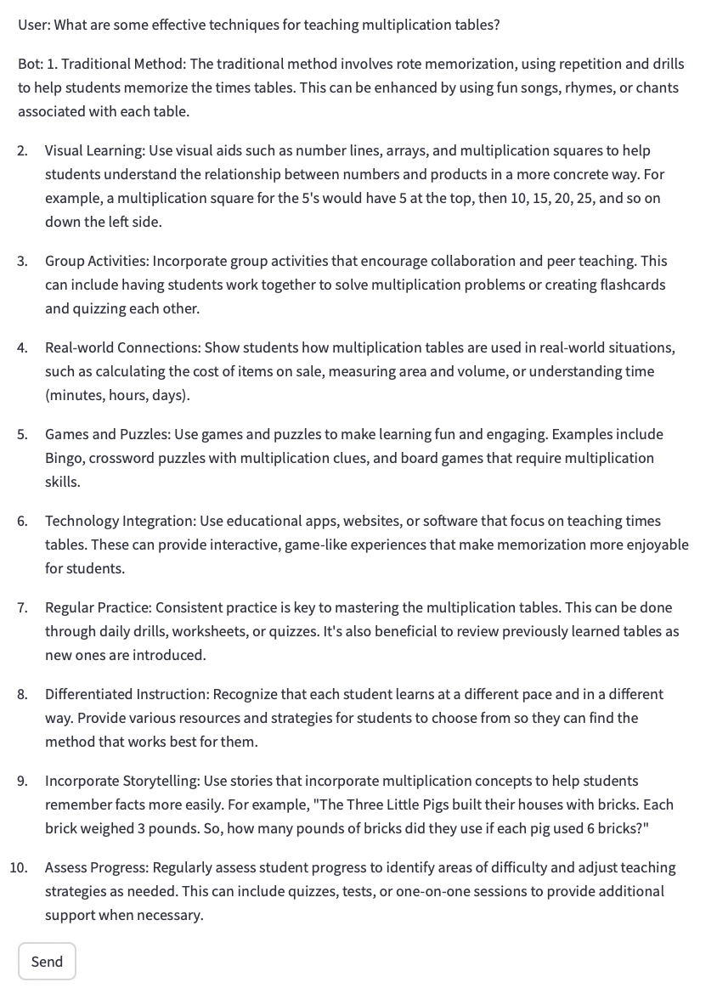 User: What are some effective techniques for teaching multiplication tables?
Bot: 1. Traditional Method: The traditional method involves rote memorization, using repetition and drills
to help students memorize the times tables. This can be enhanced by using fun songs, rhymes, or chants
associated with each table.
2. Visual Learning: Use visual aids such as number lines, arrays, and multiplication squares to help
students understand the relationship between numbers and products in a more concrete way. For
example, a multiplication square for the 5's would have 5 at the top, then 10, 15, 20, 25, and so on
down the left side.
3. Group Activities: Incorporate group activities that encourage collaboration and peer teaching. This
can include having students work together to solve multiplication problems or creating flashcards
and quizzing each other.
4. Real-world Connections: Show students how multiplication tables are used in real-world situations,
such as calculating the cost of items on sale, measuring area and volume, or understanding time
(minutes, hours, days).
5. Games and Puzzles: Use games and puzzles to make learning fun and engaging. Examples include
Bingo, crossword puzzles with multiplication clues, and board games that require multiplication
skills.
6. Technology Integration: Use educational apps, websites, or software that focus on teaching times
tables. These can provide interactive, game-like experiences that make memorization more enjoyable
for students.
7. Regular Practice: Consistent practice is key to mastering the multiplication tables. This can be done
through daily drills, worksheets, or quizzes. It's also beneficial to review previously learned tables as
new ones are introduced.
8. Differentiated Instruction: Recognize that each student learns at a different pace and in a different
way. Provide various resources and strategies for students to choose from so they can find the
method that works best for them.
9. Incorporate Storytelling: Use stories that incorporate multiplication concepts to help students
remember facts more easily. For example, "The Three Little Pigs built their houses with bricks. Each
brick weighed 3 pounds. So, how many pounds of bricks did they use if each pig used 6 bricks?"
10. Assess Progress: Regularly assess student progress to identify areas of difficulty and adjust teaching
strategies as needed. This can include quizzes, tests, or one-on-one sessions to provide additional
support when necessary.
Send